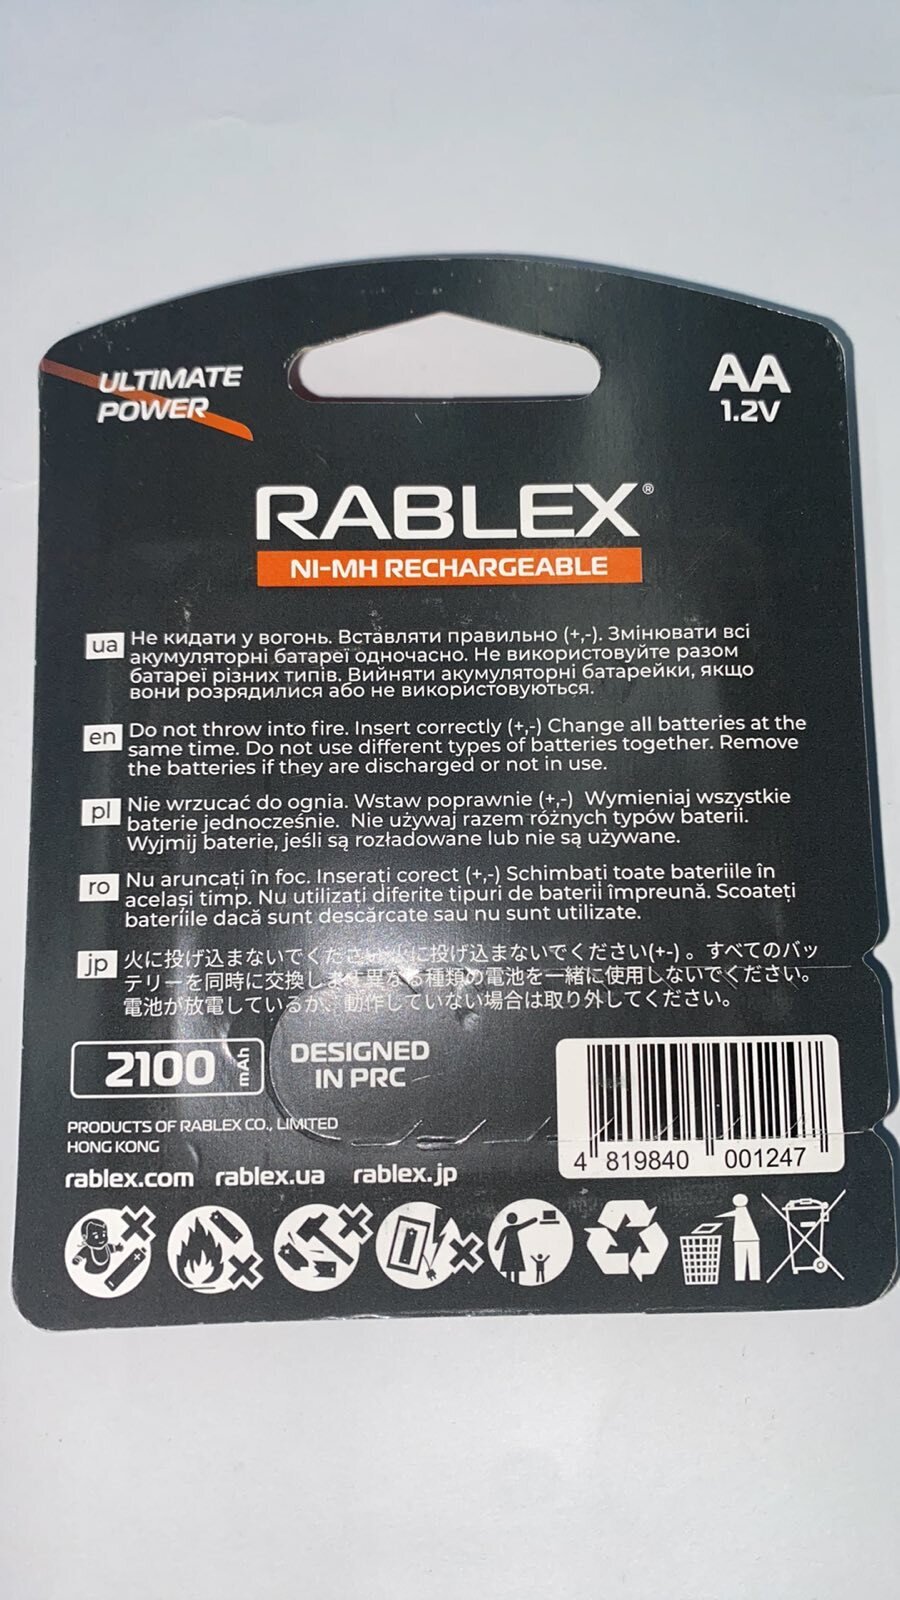 ULTIMATE
POWER
AA
1.2V
RABLEX®
NI-MH RECHARGEABLE
ua
Не кидати у вогонь. Вставляти правильно (+,-). Змінювати всі
акумуляторні батареї одночасно. Не використовуйте разом
батареї різних типів. Вийняти акумуляторні батарейки, якщо
вони розрядилися або не використовуються.
en
Do not throw into fire. Insert correctly (+,-) Change all batteries at the
same time. Do not use different types of batteries together. Remove
the batteries if they are discharged or not in use.
pl
Nie wrzucać do ognia. Wstaw poprawnie (+,-) Wymieniaj wszystkie
baterie jednocześnie. Nie używaj razem różnych typów baterii.
Wyjmij baterie, jeśli są rozładowane lub nie są używane.
ro
Nu aruncați în foc. Inserați corect (+,-) Schimbați toate bateriile în
același timp. Nu utilizați diferite tipuri de baterii împreună. Scoateți
bateriile dacă sunt descărcate sau nu sunt utilizate.
jp
火に投げ込まないでください 火に投げ込まないでください(+-) 。すべてのバッ
テリーを同時に交換します異なる種類の電池を一緒に使用しないでください。
電池が放電しているか、動作していない場合は取り外してください。
2100 mAh
DESIGNED
IN PRC
PRODUCTS OF RABLEX CO., LIMITED
HONG KONG
rablex.com rablex.ua rablex.jp
4 819840 001247